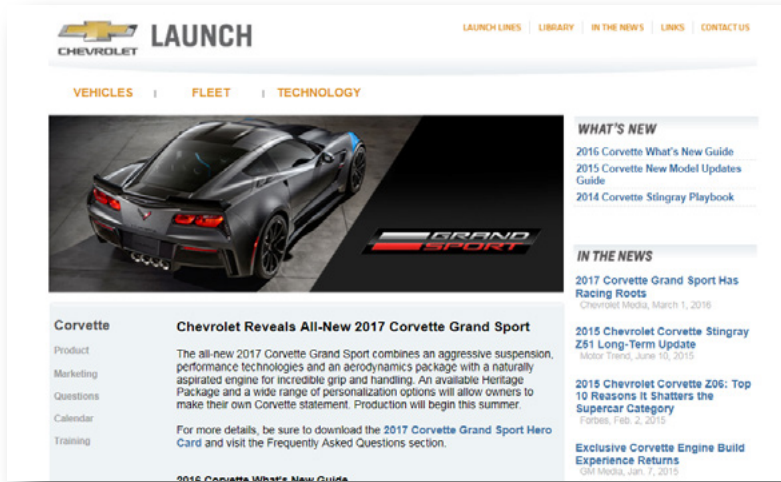 CHEVROLET
LAUNCH
LAUNCH LINES
LIBRARY
IN THE NEWS
LINKS
CONTACT US
VEHICLES
FLEET
TECHNOLOGY
GRAND
SPORT
Corvette
Product
Marketing
Questions
Calendar
Training
Chevrolet Reveals All-New 2017 Corvette Grand Sport
The all-new 2017 Corvette Grand Sport combines an aggressive suspension,
performance technologies and an aerodynamics package with a naturally
aspirated engine for incredible grip and handling. An available Heritage
Package and a wide range of personalization options will allow owners to
make their own Corvette statement. Production will begin this summer.
For more details, be sure to download the 2017 Corvette Grand Sport Hero
Card and visit the Frequently Asked Questions section.
2016 Corvette What's New Guide
WHAT'S NEW
2016 Corvette What's New Guide
2015 Corvette New Model Updates
Guide
2014 Corvette Stingray Playbook
IN THE NEWS
2017 Corvette Grand Sport Has
Racing Roots
Chevrolet Media, March 1, 2016
2015 Chevrolet Corvette Stingray
Z51 Long-Term Update
Motor Trend, June 10, 2015
2015 Chevrolet Corvette Z06: Top
10 Reasons It Shatters the
Supercar Category
Forbes, Feb. 2, 2015
Exclusive Corvette Engine Build
Experience Returns
GM Media, Jan. 7, 2015